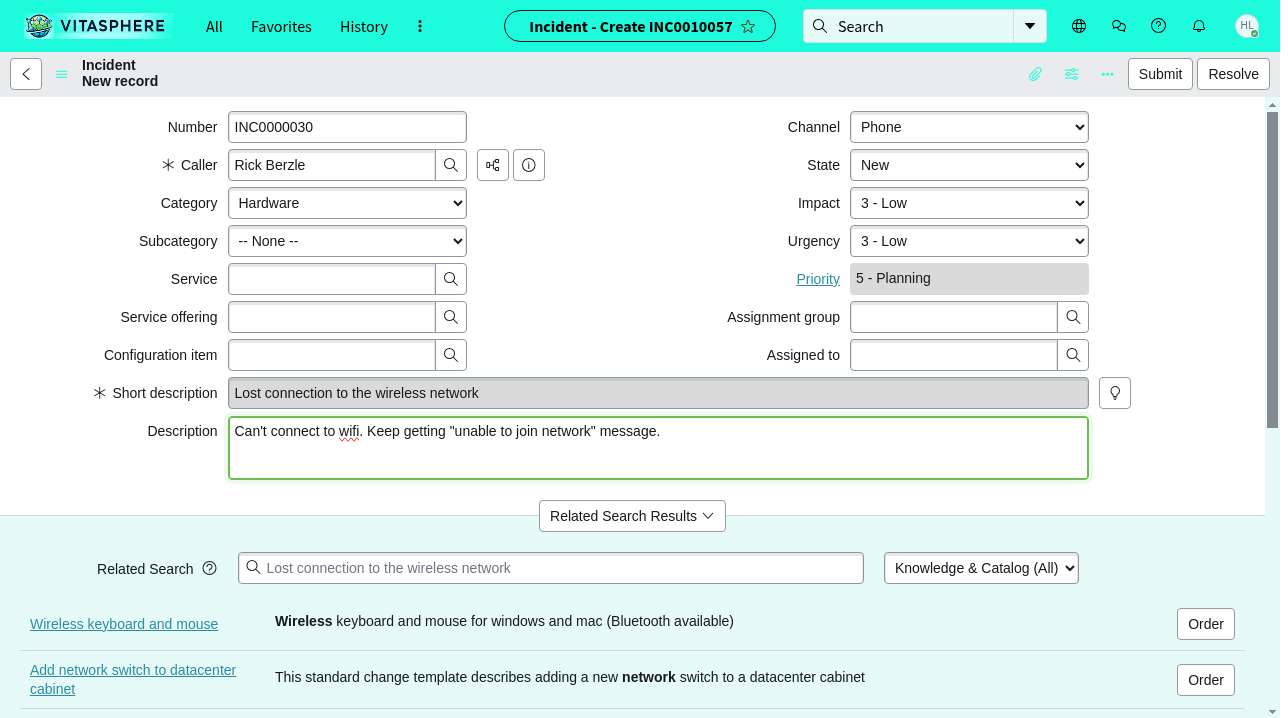 VITASPHERE
All
Favorites
History
Incident - Create INC0010057
Search
HL
Incident
New record
Submit
Resolve
Number
INC0000030
Channel
Phone
Caller
Rick Berzle
State
New
Category
Hardware
Impact
3 - Low
Subcategory
-- None --
Urgency
3 - Low
Service
Priority
5 - Planning
Service offering
Assignment group
Configuration item
Assigned to
Short description
Lost connection to the wireless network
Description
Can't connect to wifi. Keep getting "unable to join network" message.
Related Search Results
Related Search
Lost connection to the wireless network
Knowledge & Catalog (All)
Wireless keyboard and mouse
Wireless keyboard and mouse for windows and mac (Bluetooth available)
Order
Add network switch to datacenter
cabinet
This standard change template describes adding a new network switch to a datacenter cabinet
Order